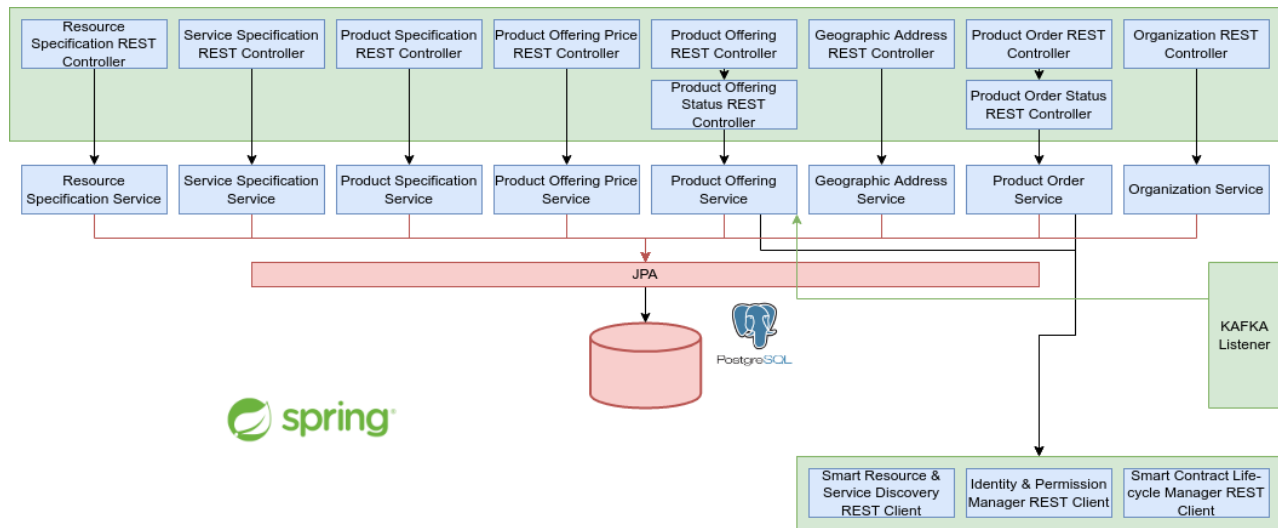 Resource
Specification REST
Controller
Service Specification
REST Controller
Product Specification
REST Controller
Product Offering Price
REST Controller
Product Offering
REST Controller
Geographic Address
REST Controller
Product Order REST
Controller
Organization REST
Controller
Product Offering
Status REST
Controller
Product Order Status
REST Controller
Resource
Specification Service
Service Specification
Service
Product Specification
Service
Product Offering Price
Service
Product Offering
Service
Geographic Address
Service
Product Order
Service
Organization Service
JPA
PostgreSQL
KAFKA
Listener
spring
Smart Resource &
Service Discovery
REST Client
Identity & Permission
Manager REST Client
Smart Contract Life-
cycle Manager REST
Client